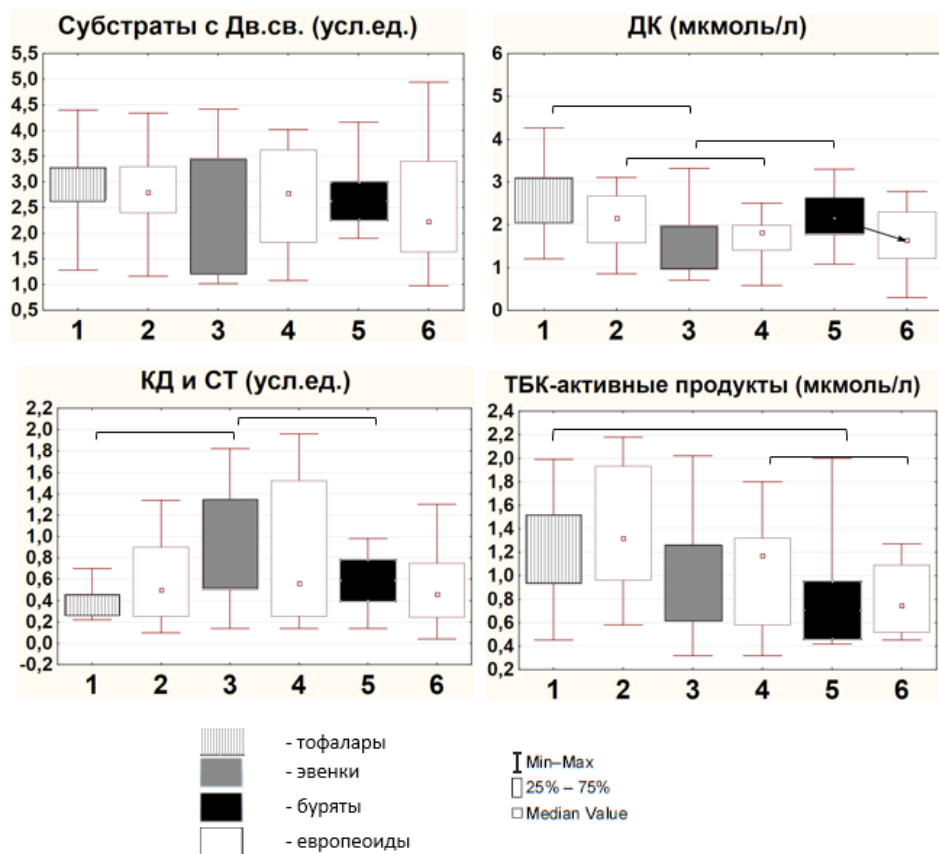 Субстраты с Дв.св. (усл.ед.)
5,5
5,0
4,5
4,0
3,5
3,0
2,5
2,0
1,5
1,0
0,5
1 2 3 4 5 6
ДК (мкмоль/л)
6
5
4
3
2
1
0
1 2 3 4 5 6
КД и СТ (усл.ед.)
2,2
2,0
1,8
1,6
1,4
1,2
1,0
0,8
0,6
0,4
0,2
0,0
-0,2
1 2 3 4 5 6
ТБК-активные продукты (мкмоль/л)
2,4
2,2
2,0
1,8
1,6
1,4
1,2
1,0
0,8
0,6
0,4
0,2
1 2 3 4 5 6
- тофалары
- эвенки
- буряты
- европеоиды
Min–Max
25% – 75%
Median Value